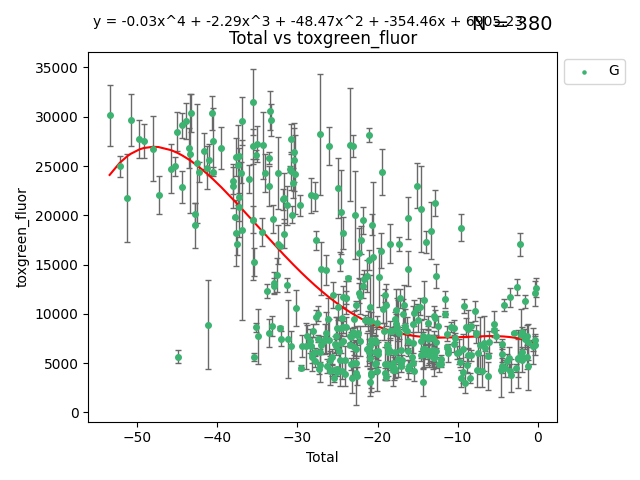 y = -0.03x^4 + -2.29x^3 + -48.47x^2 + -354.46x + 6905.23
N = 380
Total vs toxgreen_fluor
G
35000
30000
25000
20000
15000
10000
5000
0
toxgreen_fluor
−50 −40 −30 −20 −10 0
Total